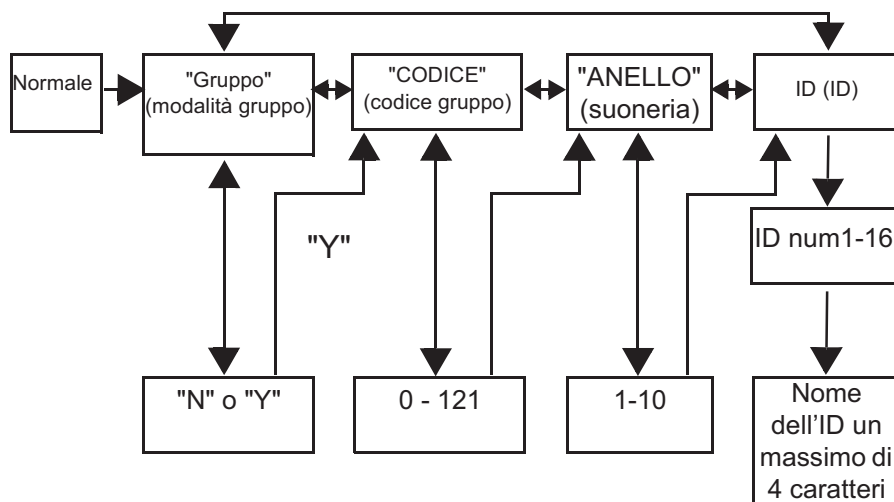 Normale
"Gruppo"
(modalità gruppo)
"CODICE"
(codice gruppo)
"ANELLO"
(suoneria)
ID (ID)
"Y"
ID num1-16
"N" o "Y"
0 - 121
1-10
Nome
dell'ID un
massimo di
4 caratteri